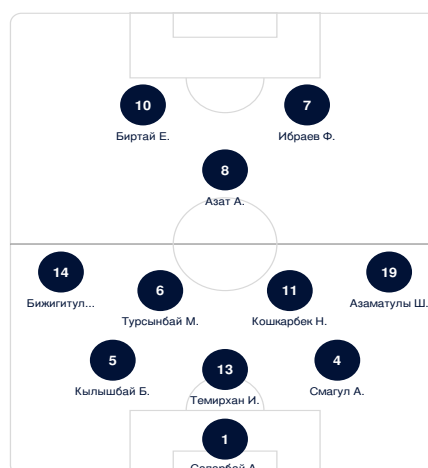 10
7
Биртай Е.
Ибраев Ф.
8
Азат А.
14
19
6
11
Бижигитул...
Азаматулы Ш.
Турсынбай М.
Кошкарбек Н.
5
13
4
Кылышбай Б.
Темирхан И.
Смагул А.
1